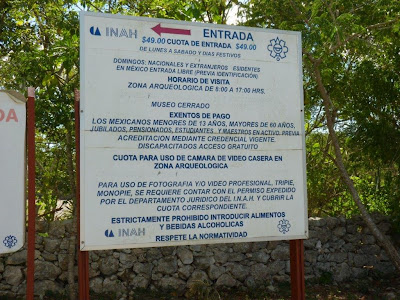 INAH
ENTRADA
$49.00 CUOTA DE ENTRADA $49.00
DE LUNES A SABADO Y DIAS FESTIVOS
DOMINGOS: NACIONALES Y EXTRANJEROS RESIDENTES
EN MÉXICO ENTRADA LIBRE (PREVIA IDENTIFICACIÓN)
HORARIO DE VISITA
ZONA ARQUEOLOGICA DE 8:00 A 17:00 HRS.
MUSEO CERRADO
EXENTOS DE PAGO
LOS MEXICANOS MENORES DE 13 AÑOS, MAYORES DE 60 AÑOS,
JUBILADOS, PENSIONADOS, ESTUDIANTES, Y MAESTROS EN ACTIVO, PREVIA
ACREDITACION MEDIANTE CREDENCIAL VIGENTE.
DISCAPACITADOS ACCESO GRATUITO
CUOTA PARA USO DE CAMARA DE VIDEO CASERA EN
ZONA ARQUEOLOGICA
PARA USO DE FOTOGRAFIA Y/O VIDEO PROFESIONAL, TRIPIE,
MONOPIE, SE REQUIERE CONTAR CON EL PERMISO EXPEDIDO
POR EL DEPARTAMENTO JURIDICO DEL I.N.A.H, Y CUBRIR LA
CUOTA CORRESPONDIENTE.
ESTRICTAMENTE PROHIBIDO INTRODUCIR ALIMENTOS
Y BEBIDAS ALCOHOLICAS
INAH
RESPETE LA NORMATIVIDAD